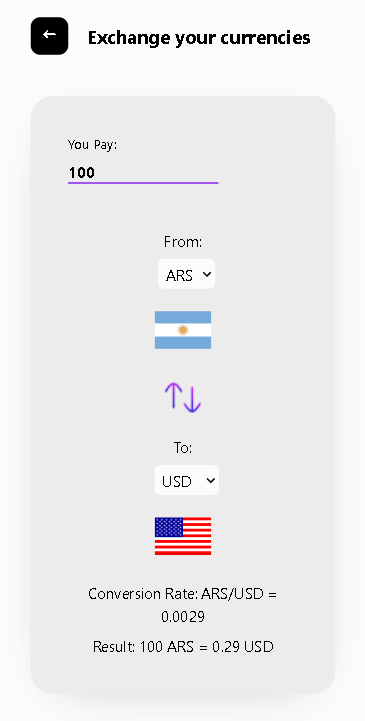 Exchange your currencies
You Pay:
100
From:
ARS
To:
USD
Conversion Rate: ARS/USD =
0.0029
Result: 100 ARS = 0.29 USD